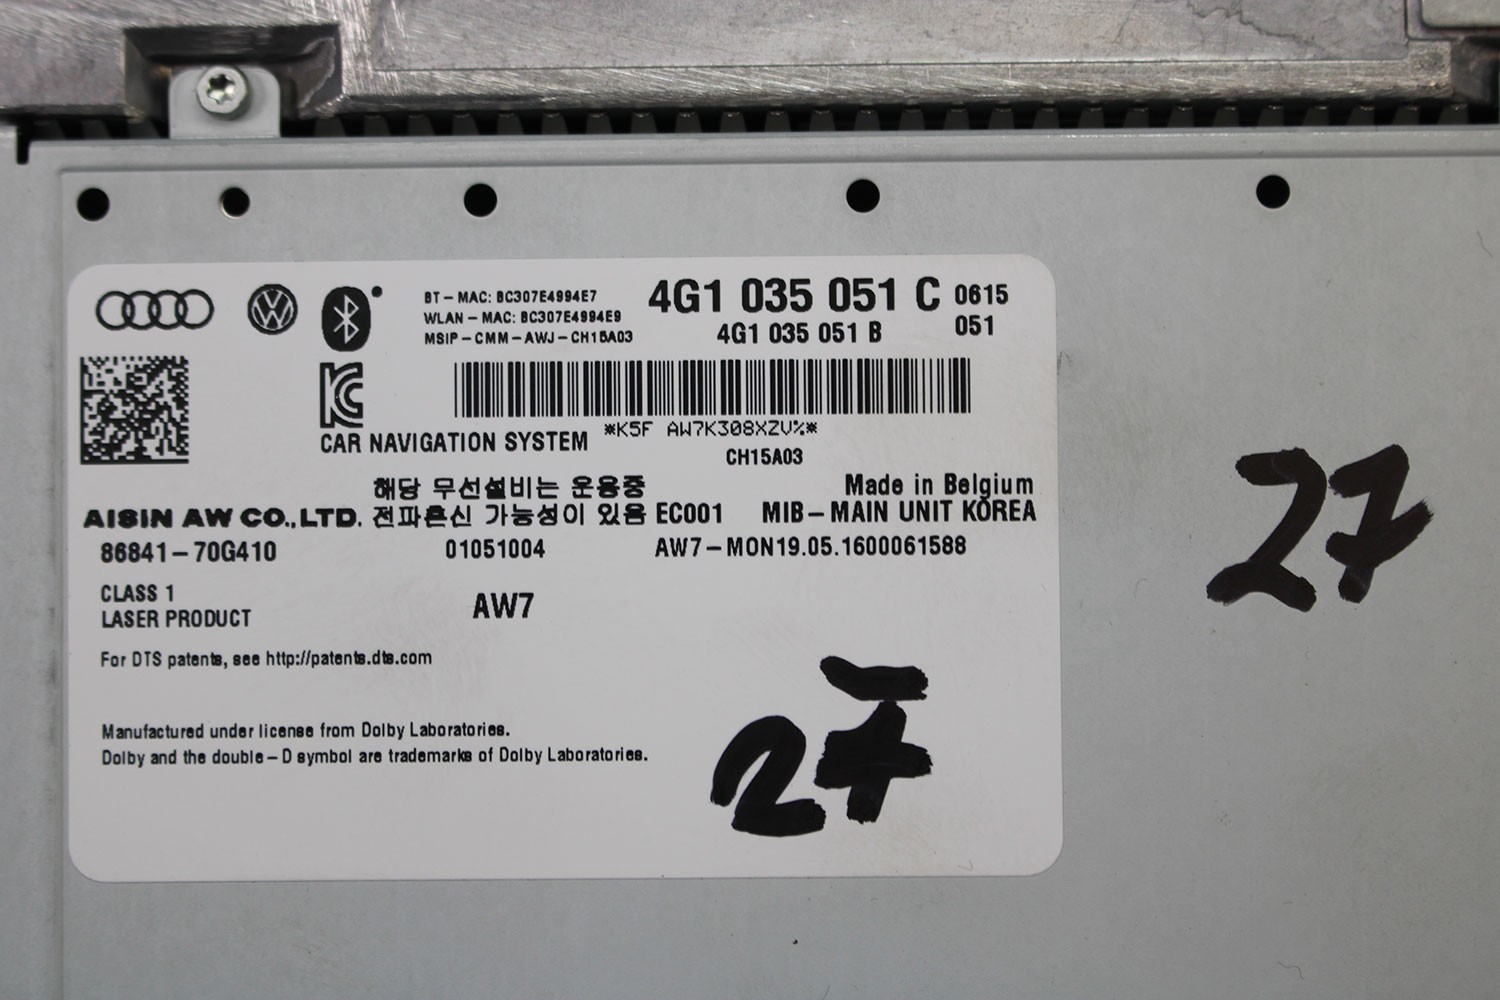 BT-MAC: BC307E4994E7
WLAN-MAC: BC307E4994E9
MSIP-CMM-AWJ-CH15A03
4G1 035 051 C 0615
4G1 035 051 B 051
*K5F AW7K308XZV%*
CAR NAVIGATION SYSTEM
CH15A03
해당 무선설비는 운용중 Made in Belgium
AISIN AW CO.,LTD. 전파혼신 가능성이 있음 EC001 MIB-MAIN UNIT KOREA
86841-70G410 01051004 AW7-MON19.05.1600061588
CLASS 1
LASER PRODUCT
AW7
For DTS patents, see http://patents.dts.com
Manufactured under license from Dolby Laboratories.
Dolby and the double-D symbol are trademarks of Dolby Laboratories.
27
27